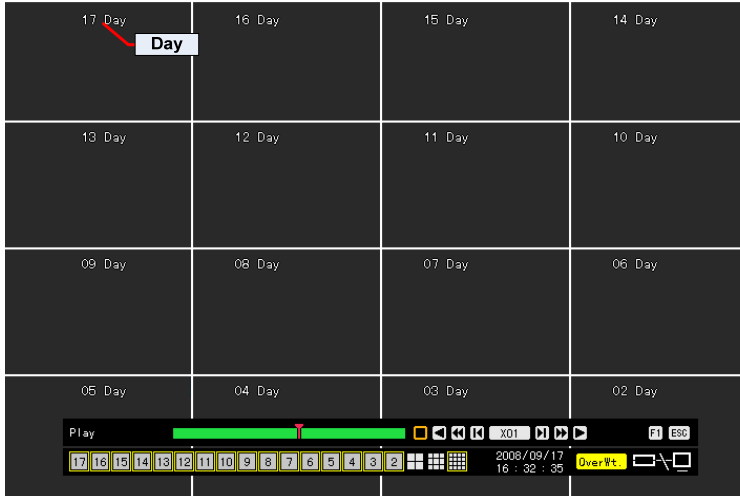 17 Day 16 Day 15 Day 14 Day
Day
13 Day 12 Day 11 Day 10 Day
09 Day 08 Day 07 Day 06 Day
05 Day 04 Day 03 Day 02 Day
Play X01 F1 ESC
17 16 15 14 13 12 11 10 9 8 7 6 5 4 3 2 2008/09/17 OverWt.
16 : 32 : 35